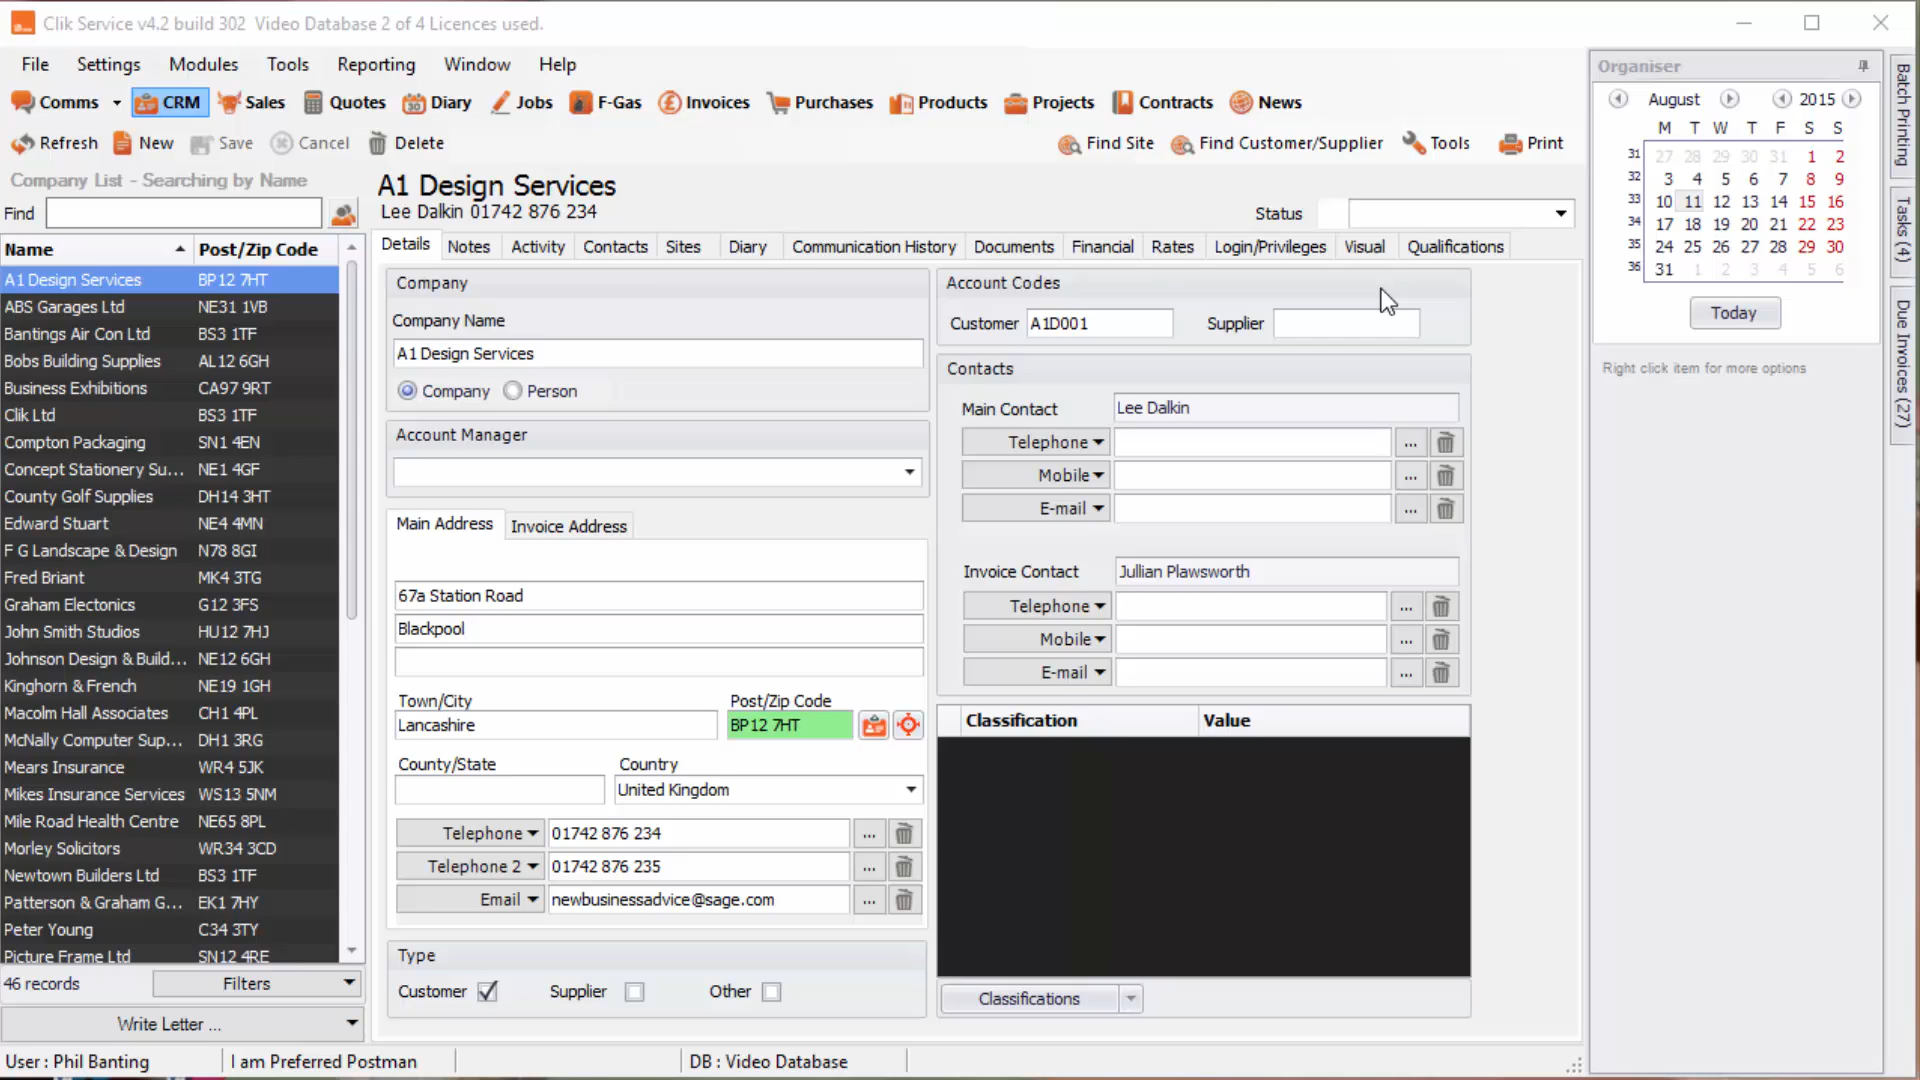 Clik Service v4.2 build 302  Video Database 2 of 4 Licences used.
File Settings Modules Tools Reporting Window Help
Comms CRM Sales Quotes Diary Jobs F-Gas Invoices Purchases Products Projects Contracts News
Refresh New Save Cancel Delete Find Site Find Customer/Supplier Tools Print
Company List - Searching by Name
Find
Name Post/Zip Code
A1 Design Services BP12 7HT
ABS Garages Ltd NE31 1VB
Bantings Air Con Ltd BS3 1TF
Bobs Building Supplies AL12 6GH
Business Exhibitions CA97 9RT
Clik Ltd BS3 1TF
Compton Packaging SN1 4EN
Concept Stationery Su... NE1 4GF
County Golf Supplies DH14 3HT
Edward Stuart NE4 4MN
F G Landscape & Design N78 8GI
Fred Briant MK4 3TG
Graham Electonics G12 3FS
John Smith Studios HU12 7HJ
Johnson Design & Build... NE12 6GH
Kinghorn & French NE19 1GH
Macolm Hall Associates CH1 4PL
McNally Computer Sup... DH1 3RG
Mears Insurance WR4 5JK
Mikes Insurance Services WS13 5NM
Mile Road Health Centre NE65 8PL
Morley Solicitors WR34 3CD
Newtown Builders Ltd BS3 1TF
Patterson & Graham G... EK1 7HY
Peter Young C34 3TY
Picture Frame Ltd SN12 4RE
46 records Filters
Write Letter ...
A1 Design Services
Lee Dalkin 01742 876 234
Status
Details Notes Activity Contacts Sites Diary Communication History Documents Financial Rates Login/Privileges Visual Qualifications
Company
Company Name
A1 Design Services
Company Person
Account Manager
Main Address Invoice Address
67a Station Road
Blackpool
Town/City Post/Zip Code
Lancashire BP12 7HT
County/State Country
United Kingdom
Telephone 01742 876 234 ...
Telephone 2 01742 876 235 ...
Email newbusinessadvice@sage.com ...
Type
Customer Supplier Other
Account Codes
Customer A1D001 Supplier
Contacts
Main Contact Lee Dalkin
Telephone ...
Mobile ...
E-mail ...
Invoice Contact Jullian Plawsworth
Telephone ...
Mobile ...
E-mail ...
Classification Value
Classifications
Organiser
August 2015
M T W T F S S
31 27 28 29 30 31 1 2
32 3 4 5 6 7 8 9
33 10 11 12 13 14 15 16
34 17 18 19 20 21 22 23
35 24 25 26 27 28 29 30
36 31 1 2 3 4 5 6
Today
Right click item for more options
Batch Printing
Tasks (4)
Due Invoices (27)
User : Phil Banting I am Preferred Postman DB : Video Database